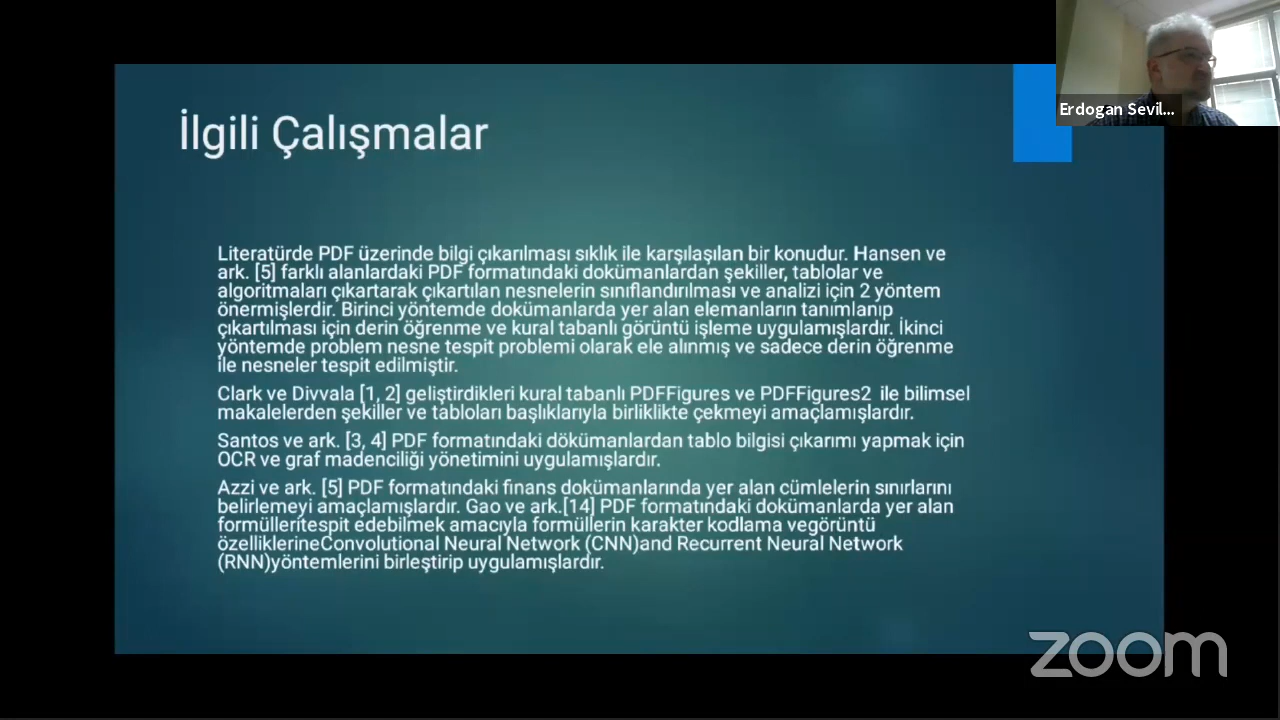 Erdogan Sevil...
İlgili Çalışmalar
Literatürde PDF üzerinde bilgi çıkarılması sıklık ile karşılaşılan bir konudur. Hansen ve
ark. [5] farklı alanlardaki PDF formatındaki dokümanlardan şekiller, tablolar ve
algoritmaları çıkartarak çıkartılan nesnelerin sınıflandırılması ve analizi için 2 yöntem
önermişlerdir. Birinci yöntemde dokümanlarda yer alan elemanların tanımlanıp
çıkartılması için derin öğrenme ve kural tabanlı görüntü işleme uygulamışlardır. İkinci
yöntemde problem nesne tespit problemi olarak ele alınmış ve sadece derin öğrenme
ile nesneler tespit edilmiştir.
Clark ve Divvala [1, 2] geliştirdikleri kural tabanlı PDFFigures ve PDFFigures2 ile bilimsel
makalelerden şekiller ve tabloları başlıklarıyla birliklikte çekmeyi amaçlamışlardır.
Santos ve ark. [3, 4] PDF formatındaki dökümanlardan tablo bilgisi çıkarımı yapmak için
OCR ve graf madenciliği yönetimini uygulamışlardır.
Azzi ve ark. [5] PDF formatındaki finans dokümanlarında yer alan cümlelerin sınırlarını
belirlemeyi amaçlamışlardır. Gao ve ark.[14] PDF formatındaki dokümanlarda yer alan
formülleritespit edebilmek amacıyla formüllerin karakter kodlama vegörüntü
özelliklerineConvolutional Neural Network (CNN)and Recurrent Neural Network
(RNN)yöntemlerini birleştirip uygulamışlardır.
zoom